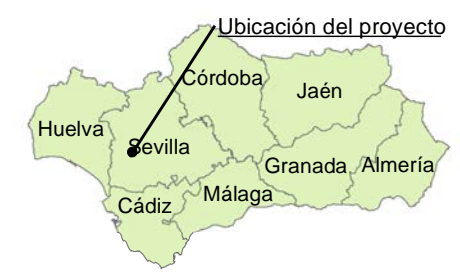 Ubicación del proyecto
Córdoba
Jaén
Huelva
Sevilla
Granada
Almería
Málaga
Cádiz